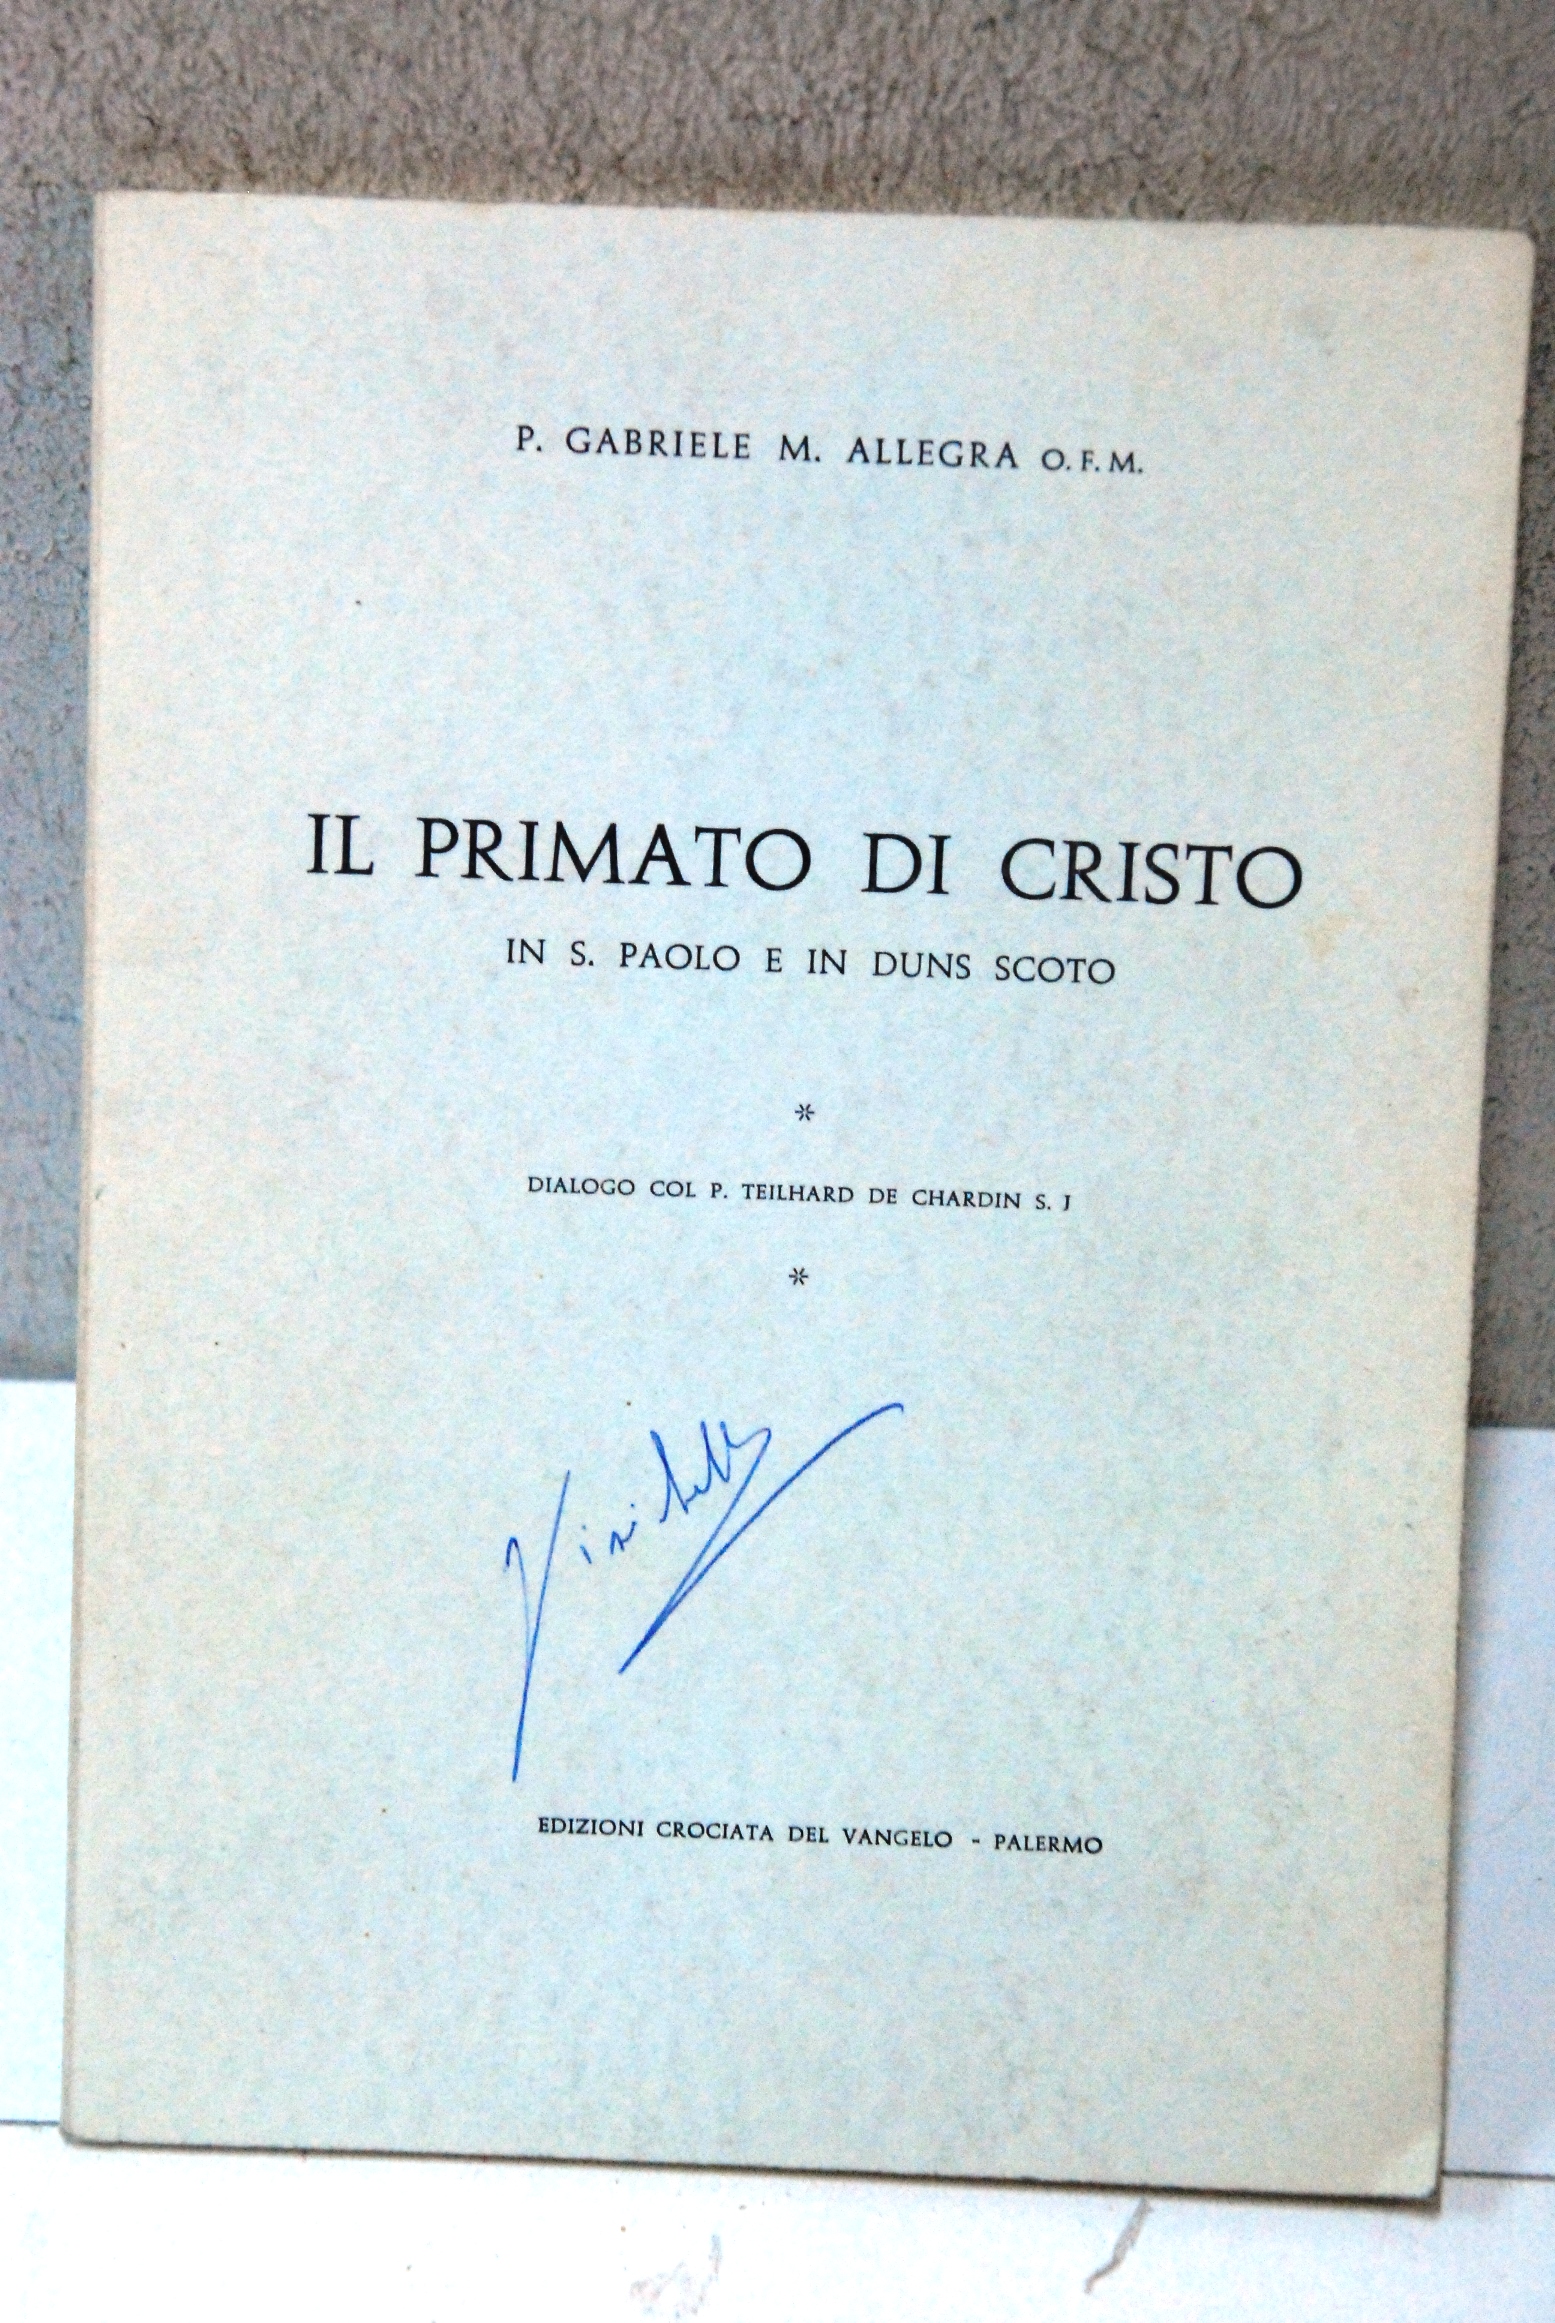 P. GABRIELE M. ALLEGRA O.F.M.
IL PRIMATO DI CRISTO
IN S. PAOLO E IN DUNS SCOTO
*
DIALOGO COL P. TEILHARD DE CHARDIN S. J
*
EDIZIONI CROCIATA DEL VANGELO - PALERMO